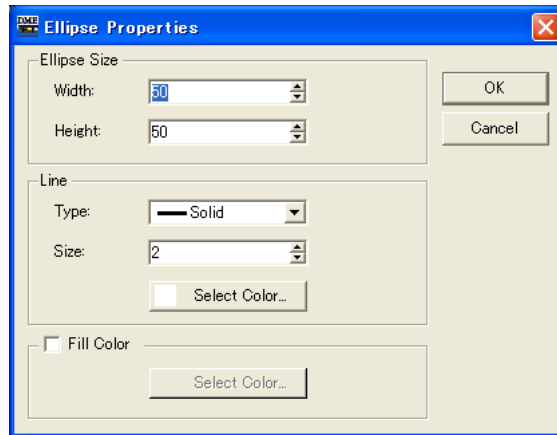 DME
Ellipse Properties
Ellipse Size
Width: 50
Height: 50
OK
Cancel
Line
Type: Solid
Size: 2
Select Color...
Fill Color
Select Color...